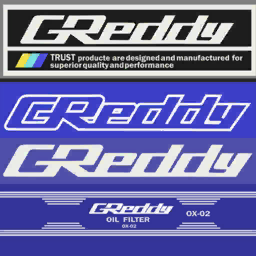 GReddy
TRUST producte are designed and manufactured for
superior quality and performance
GReddy
GReddy
GReddy
OX-02
OIL FILTER
OX-02